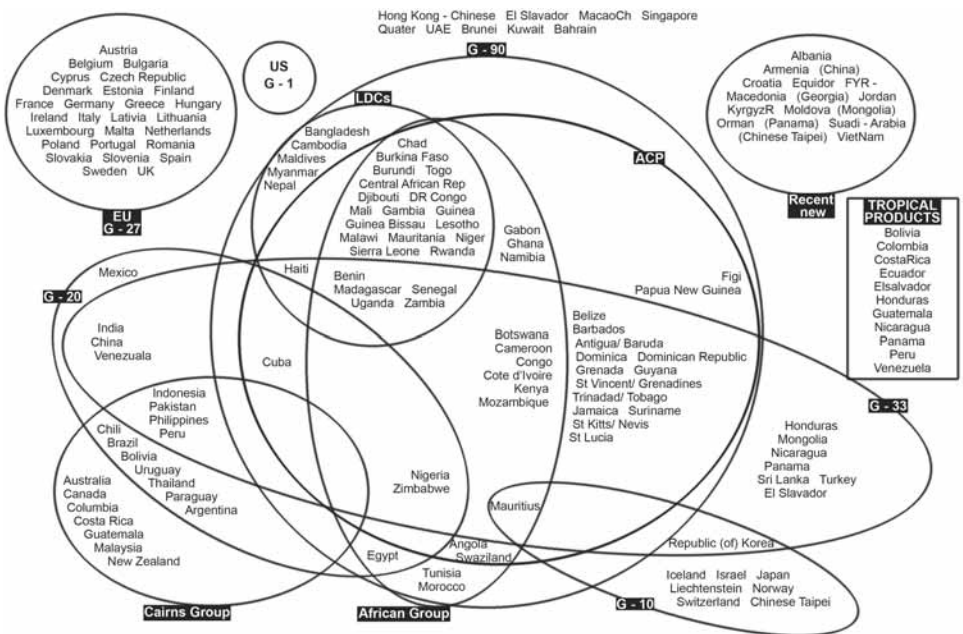 Hong Kong - Chinese El Slavador MacaoCh Singapore
Quater UAE Brunei Kuwait Bahrain
G - 90
Austria
Belgium Bulgaria
Cyprus Czech Republic
Denmark Estonia Finland
France Germany Greece Hungary
Ireland Italy Lativia Lithuania
Luxembourg Malta Netherlands
Poland Portugal Romania
Slovakia Slovenia Spain
Sweden UK
EU
G - 27
US
G - 1
LDCs
Bangladesh
Cambodia
Maldives
Myanmar
Nepal
Chad
Burkina Faso
Burundi Togo
Central African Rep
Djibouti DR Congo
Mali Gambia Guinea
Guinea Bissau Lesotho
Malawi Mauritania Niger
Sierra Leone Rwanda
ACP
Gabon
Ghana
Namibia
Albania
Armenia (China)
Croatia Equidor FYR -
Macedonia (Georgia) Jordan
KyrgyzR Moldova (Mongolia)
Orman (Panama) Suadi - Arabia
(Chinese Taipei) VietNam
Recent
new
TROPICAL
PRODUCTS
Bolivia
Colombia
CostaRica
Ecuador
Elsalvador
Honduras
Guatemala
Nicaragua
Panama
Peru
Venezuela
Mexico
G - 20
Haiti
Benin
Madagascar Senegal
Uganda Zambia
Figi
Papua New Guinea
India
China
Venezuala
Cuba
Botswana
Cameroon
Congo
Cote d'Ivoire
Kenya
Mozambique
Belize
Barbados
Antigua/ Baruda
Dominica Dominican Republic
Grenada Guyana
St Vincent/ Grenadines
Trinadad/ Tobago
Jamaica Suriname
St Kitts/ Nevis
St Lucia
G - 33
Indonesia
Pakistan
Philippines
Peru
Chili
Brazil
Bolivia
Uruguay
Thailand
Paraguay
Argentina
Australia
Canada
Columbia
Costa Rica
Guatemala
Malaysia
New Zealand
Honduras
Mongolia
Nicaragua
Panama
Sri Lanka Turkey
El Slavador
Nigeria
Zimbabwe
Mauritius
Egypt
Angola
Swaziland
Tunisia
Morocco
Republic (of) Korea
Iceland Israel Japan
Liechtenstein Norway
Switzerland Chinese Taipei
Cairns Group
African Group
G - 10